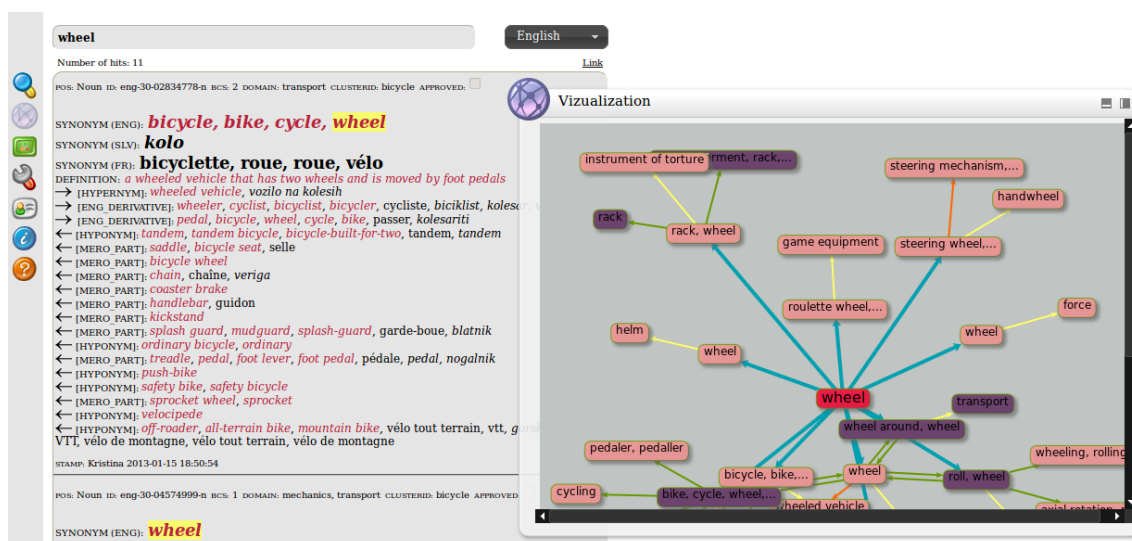 wheel
English
Number of hits: 11
Link
POS: Noun ID: eng-30-02834778-n BCS: 2 DOMAIN: transport CLUSTERID: bicycle APPROVED:
SYNONYM (ENG): bicycle, bike, cycle, wheel
SYNONYM (SLV): kolo
SYNONYM (FR): bicyclette, roue, roue, vélo
DEFINITION: a wheeled vehicle that has two wheels and is moved by foot pedals
→ [HYPERNYM]: wheeled vehicle, vozilo na kolesih
→ [ENG_DERIVATIVE]: wheeler, cyclist, bicyclist, bicycler, cycliste, biciklist, kolesar,
→ [ENG_DERIVATIVE]: pedal, bicycle, wheel, cycle, bike, passer, kolesariti
← [HYPONYM]: tandem, tandem bicycle, bicycle-built-for-two, tandem, tandem
← [MERO_PART]: saddle, bicycle seat, selle
← [MERO_PART]: bicycle wheel
← [MERO_PART]: chain, chaîne, veriga
← [MERO_PART]: coaster brake
← [MERO_PART]: handlebar, guidon
← [MERO_PART]: kickstand
← [MERO_PART]: splash guard, mudguard, splash-guard, garde-boue, blatnik
← [HYPONYM]: ordinary bicycle, ordinary
← [MERO_PART]: treadle, pedal, foot lever, foot pedal, pédale, pedal, nogalnik
← [HYPONYM]: push-bike
← [HYPONYM]: safety bike, safety bicycle
← [MERO_PART]: sprocket wheel, sprocket
← [HYPONYM]: velocipede
← [HYPONYM]: off-roader, all-terrain bike, mountain bike, vélo tout terrain, vtt,
VTT, vélo de montagne, vélo tout terrain, vélo de montagne
STAMP: Kristina 2013-01-15 18:50:54
POS: Noun ID: eng-30-04574999-n BCS: 1 DOMAIN: mechanics, transport CLUSTERID: bicycle APPROVED
SYNONYM (ENG): wheel
Vizualization
instrument of torture
rment, rack,...
steering mechanism,...
handwheel
rack
rack, wheel
game equipment
steering wheel,...
roulette wheel,...
force
helm
wheel
wheel
wheel
transport
wheel around, wheel
pedaler, pedaller
wheeling, rolling
bicycle, bike,...
wheel
roll, wheel
cycling
bike, cycle, wheel,...
wheeled vehicle
axial rotation,